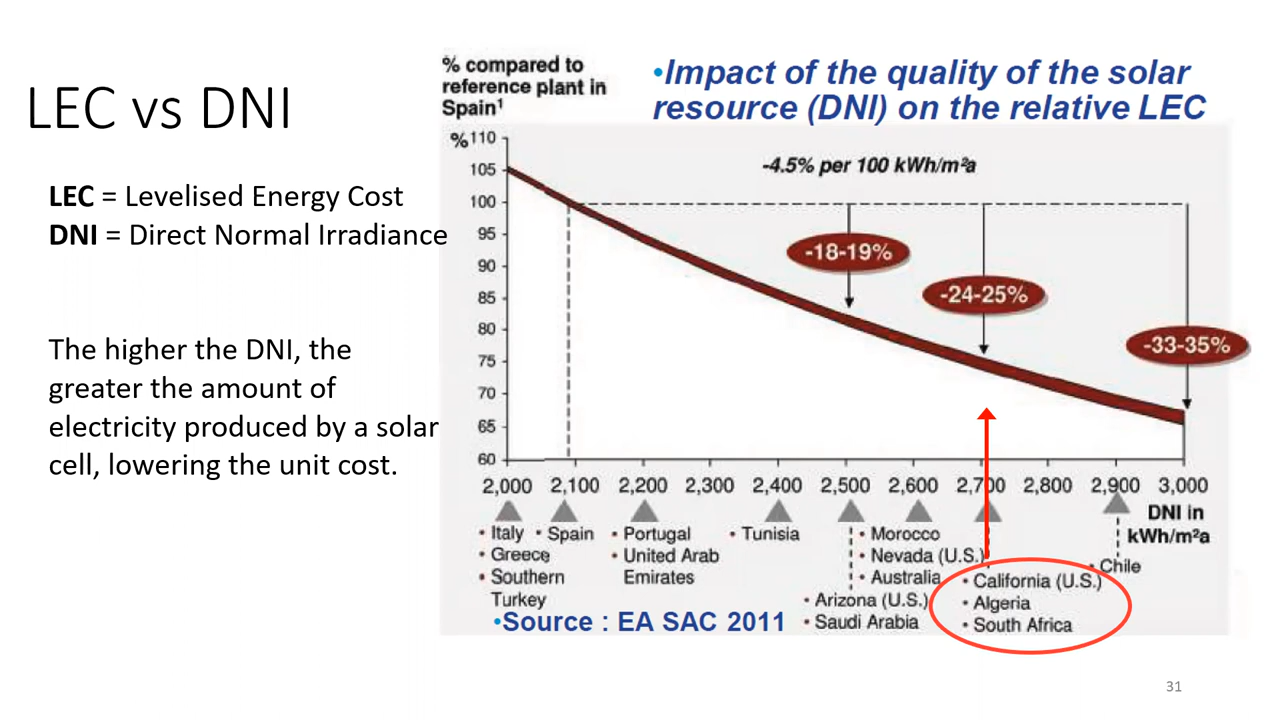 LEC vs DNI
LEC = Levelised Energy Cost
DNI = Direct Normal Irradiance
The higher the DNI, the
greater the amount of
electricity produced by a solar
cell, lowering the unit cost.
% compared to
reference plant in
Spain¹
•Impact of the quality of the solar
resource (DNI) on the relative LEC
%
110
105
100
95
90
85
80
75
70
65
60
-4.5% per 100 kWh/m²a
-18-19%
-24-25%
-33-35%
2,000 2,100 2,200 2,300 2,400 2,500 2,600 2,700 2,800 2,900 3,000
DNI in
kWh/m²a
• Italy
• Greece
• Southern
Turkey
• Spain
• Portugal
• United Arab
Emirates
• Tunisia
• Arizona (U.S.)
• Saudi Arabia
• Morocco
• Nevada (U.S.)
• Australia
• California (U.S.)
• Algeria
• South Africa
• Chile
•Source : EA SAC 2011
31